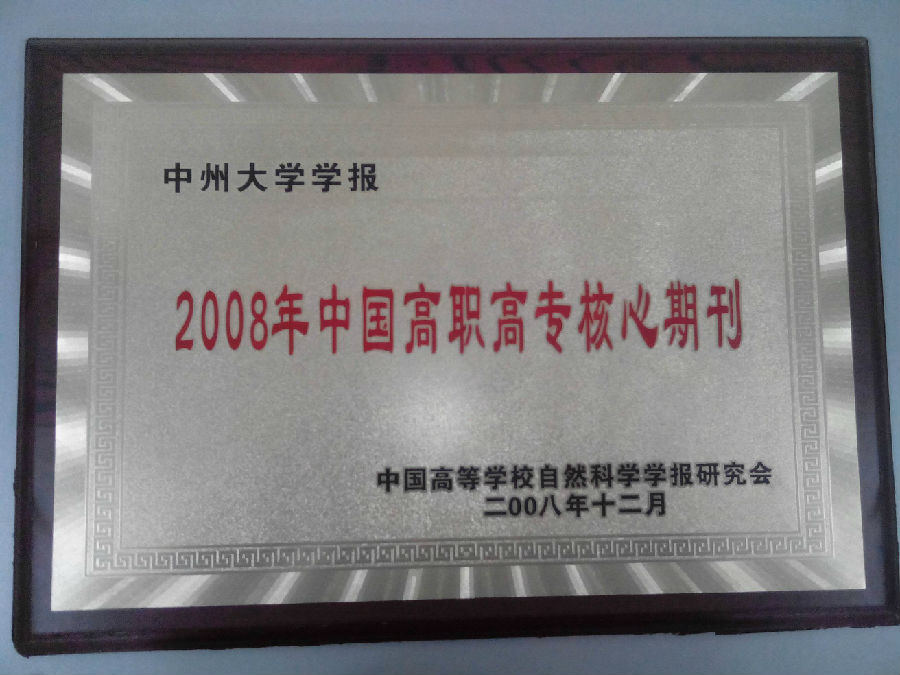 中州大学学报
2008年中国高职高专核心期刊
中国高等学校自然科学学报研究会
二00八年十二月